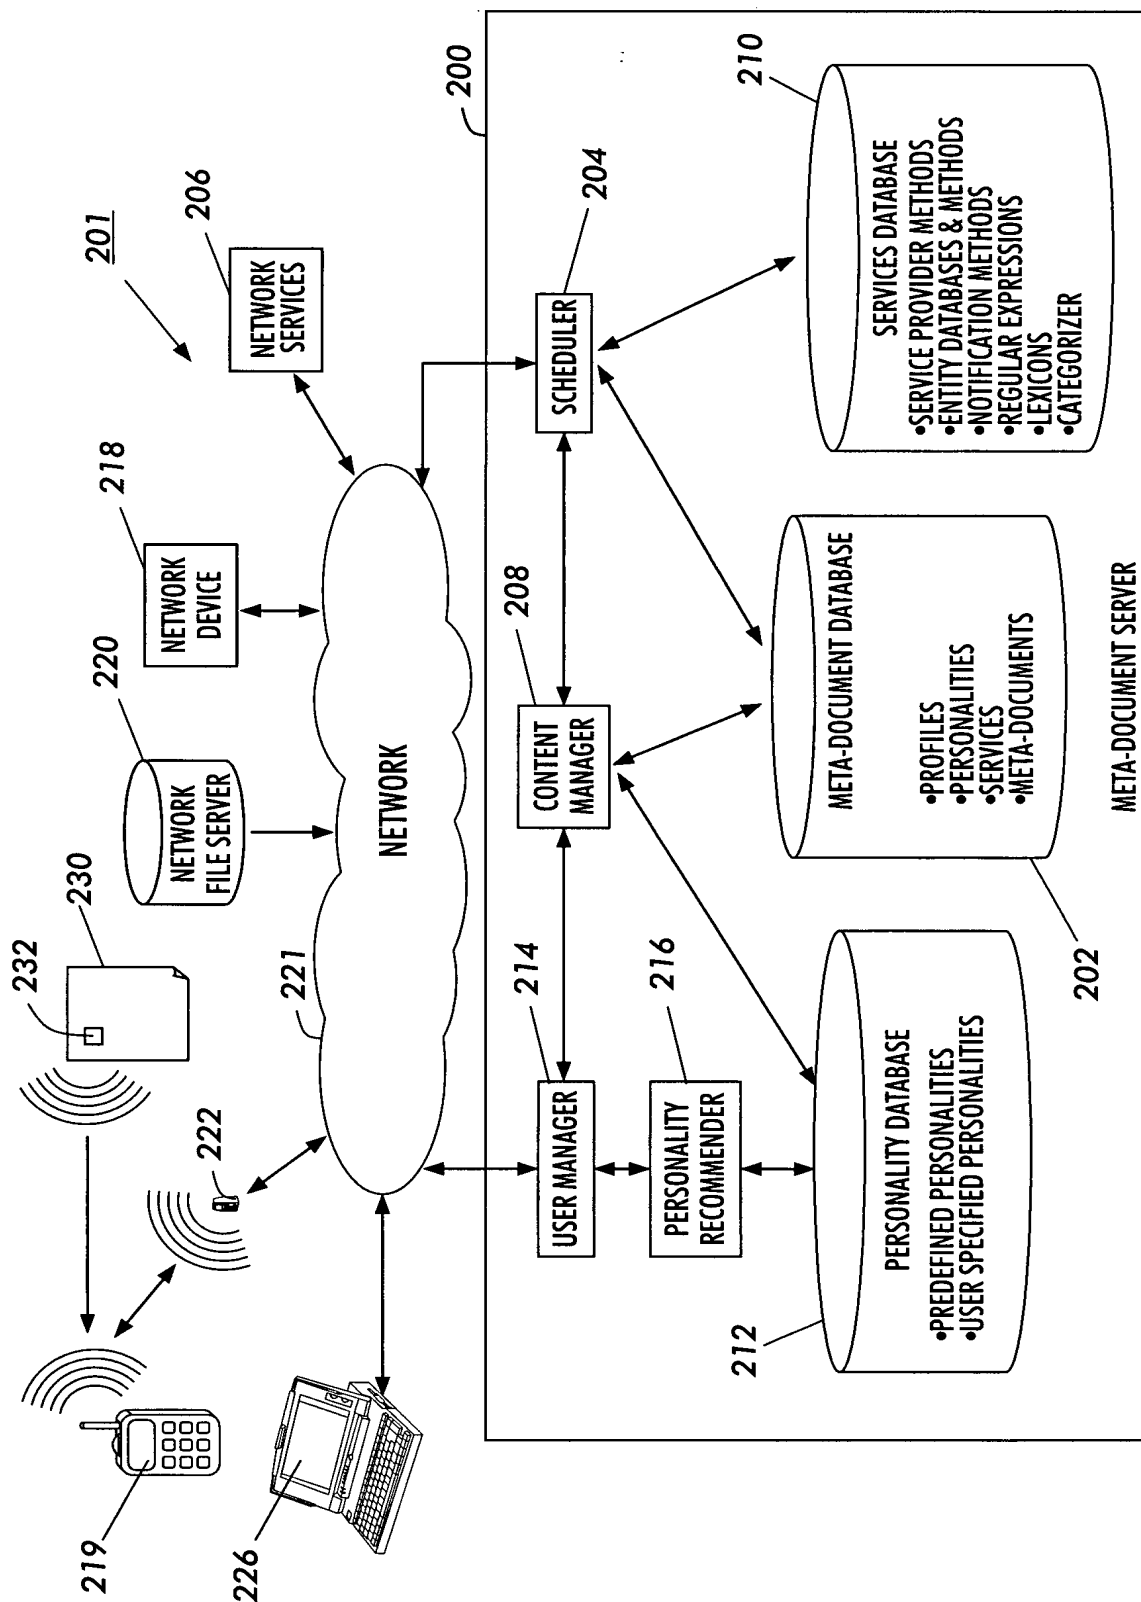 201
232
230
220
218
206
NETWORK
FILE SERVER
NETWORK
DEVICE
NETWORK
SERVICES
219
222
221
NETWORK
226
200
214
USER MANAGER
208
CONTENT
MANAGER
204
SCHEDULER
216
PERSONALITY
RECOMMENDER
212
PERSONALITY DATABASE
•PREDEFINED PERSONALITIES
•USER SPECIFIED PERSONALITIES
202
META-DOCUMENT DATABASE
•PROFILES
•PERSONALITIES
•SERVICES
•META-DOCUMENTS
210
SERVICES DATABASE
•SERVICE PROVIDER METHODS
•ENTITY DATABASES & METHODS
•NOTIFICATION METHODS
•REGULAR EXPRESSIONS
•LEXICONS
•CATEGORIZER
META-DOCUMENT SERVER